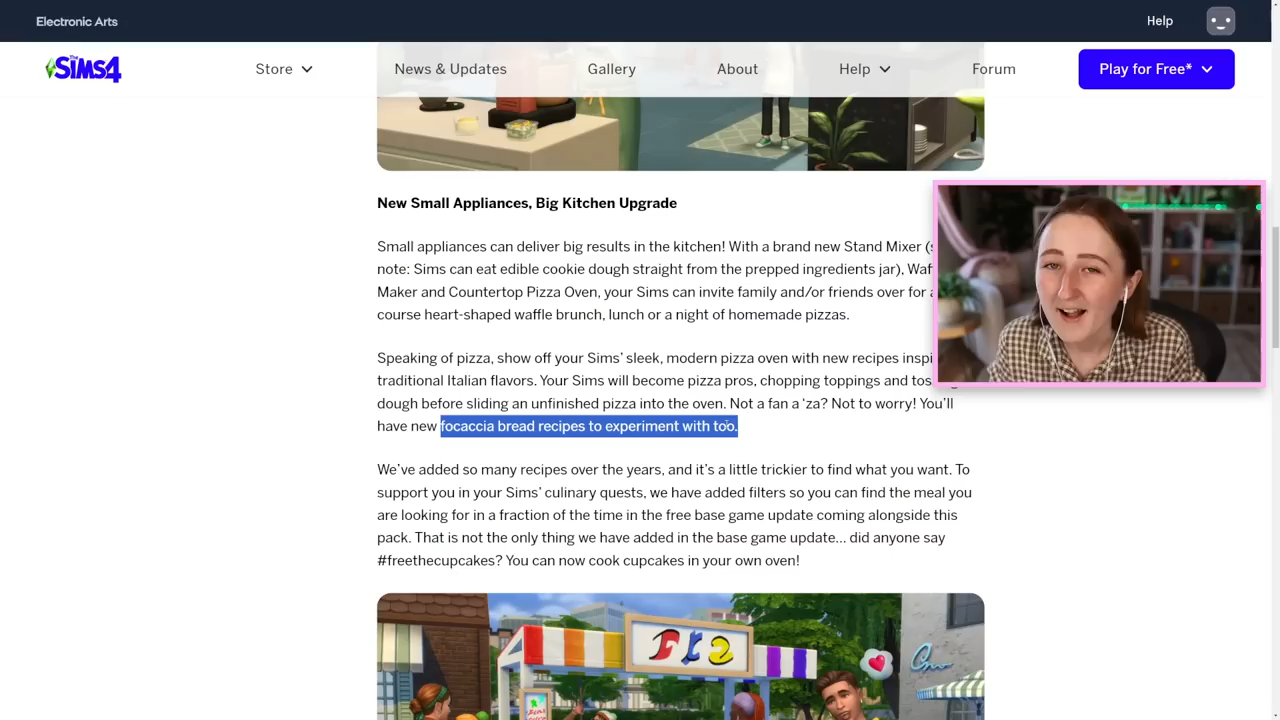 Electronic Arts
Help
The SIMS4
Store
News & Updates
Gallery
About
Help
Forum
Play for Free*
New Small Appliances, Big Kitchen Upgrade
Small appliances can deliver big results in the kitchen! With a brand new Stand Mixer (
note: Sims can eat edible cookie dough straight from the prepped ingredients jar),
Maker and Countertop Pizza Oven, your Sims can invite family and/or friends over for
course heart-shaped waffle brunch, lunch or a night of homemade pizzas.
Speaking of pizza, show off your Sims’ sleek, modern pizza oven with new recipes
traditional Italian flavors. Your Sims will become pizza pros, chopping toppings and
dough before sliding an unfinished pizza into the oven. Not a fan a ‘za? Not to worry! You’ll
have new focaccia bread recipes to experiment with too.
We’ve added so many recipes over the years, and it’s a little trickier to find what you want. To
support you in your Sims’ culinary quests, we have added filters so you can find the meal you
are looking for in a fraction of the time in the free base game update coming alongside this
pack. That is not the only thing we have added in the base game update... did anyone say
#freethecupcakes? You can now cook cupcakes in your own oven!